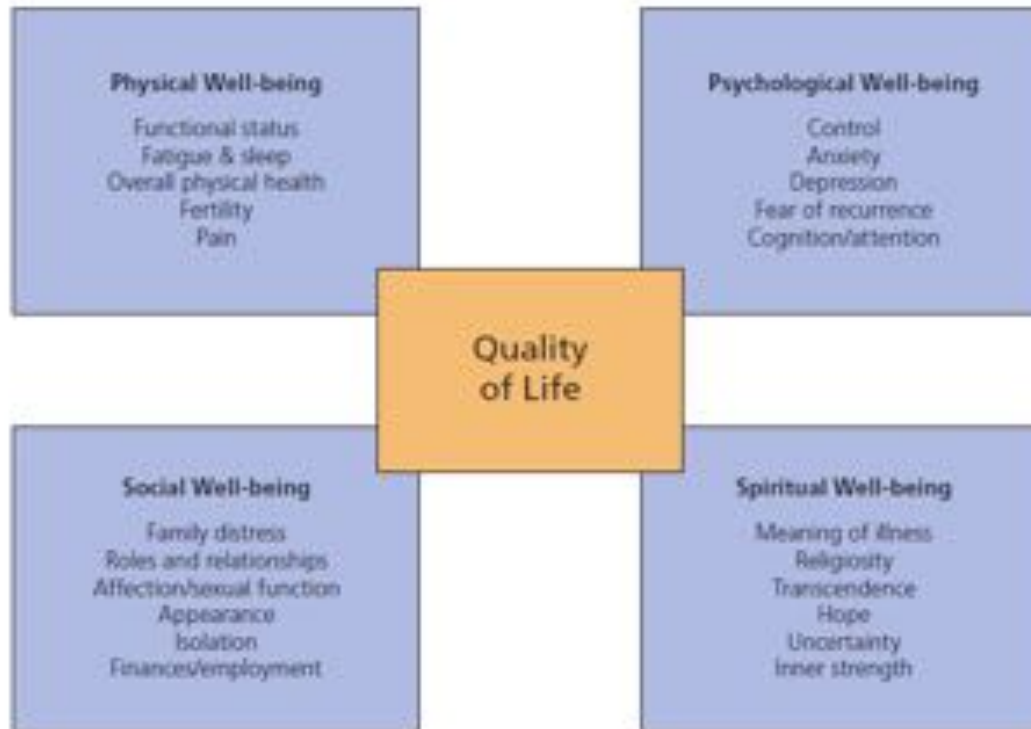 Physical Well-being
Functional status
Fatigue & sleep
Overall physical health
Fertility
Pain
Psychological Well-being
Control
Anxiety
Depression
Fear of recurrence
Cognition/attention
Quality
of Life
Social Well-being
Family distress
Roles and relationships
Affection/sexual function
Appearance
Isolation
Finances/employment
Spiritual Well-being
Meaning of illness
Religiosity
Transcendence
Hope
Uncertainty
Inner strength